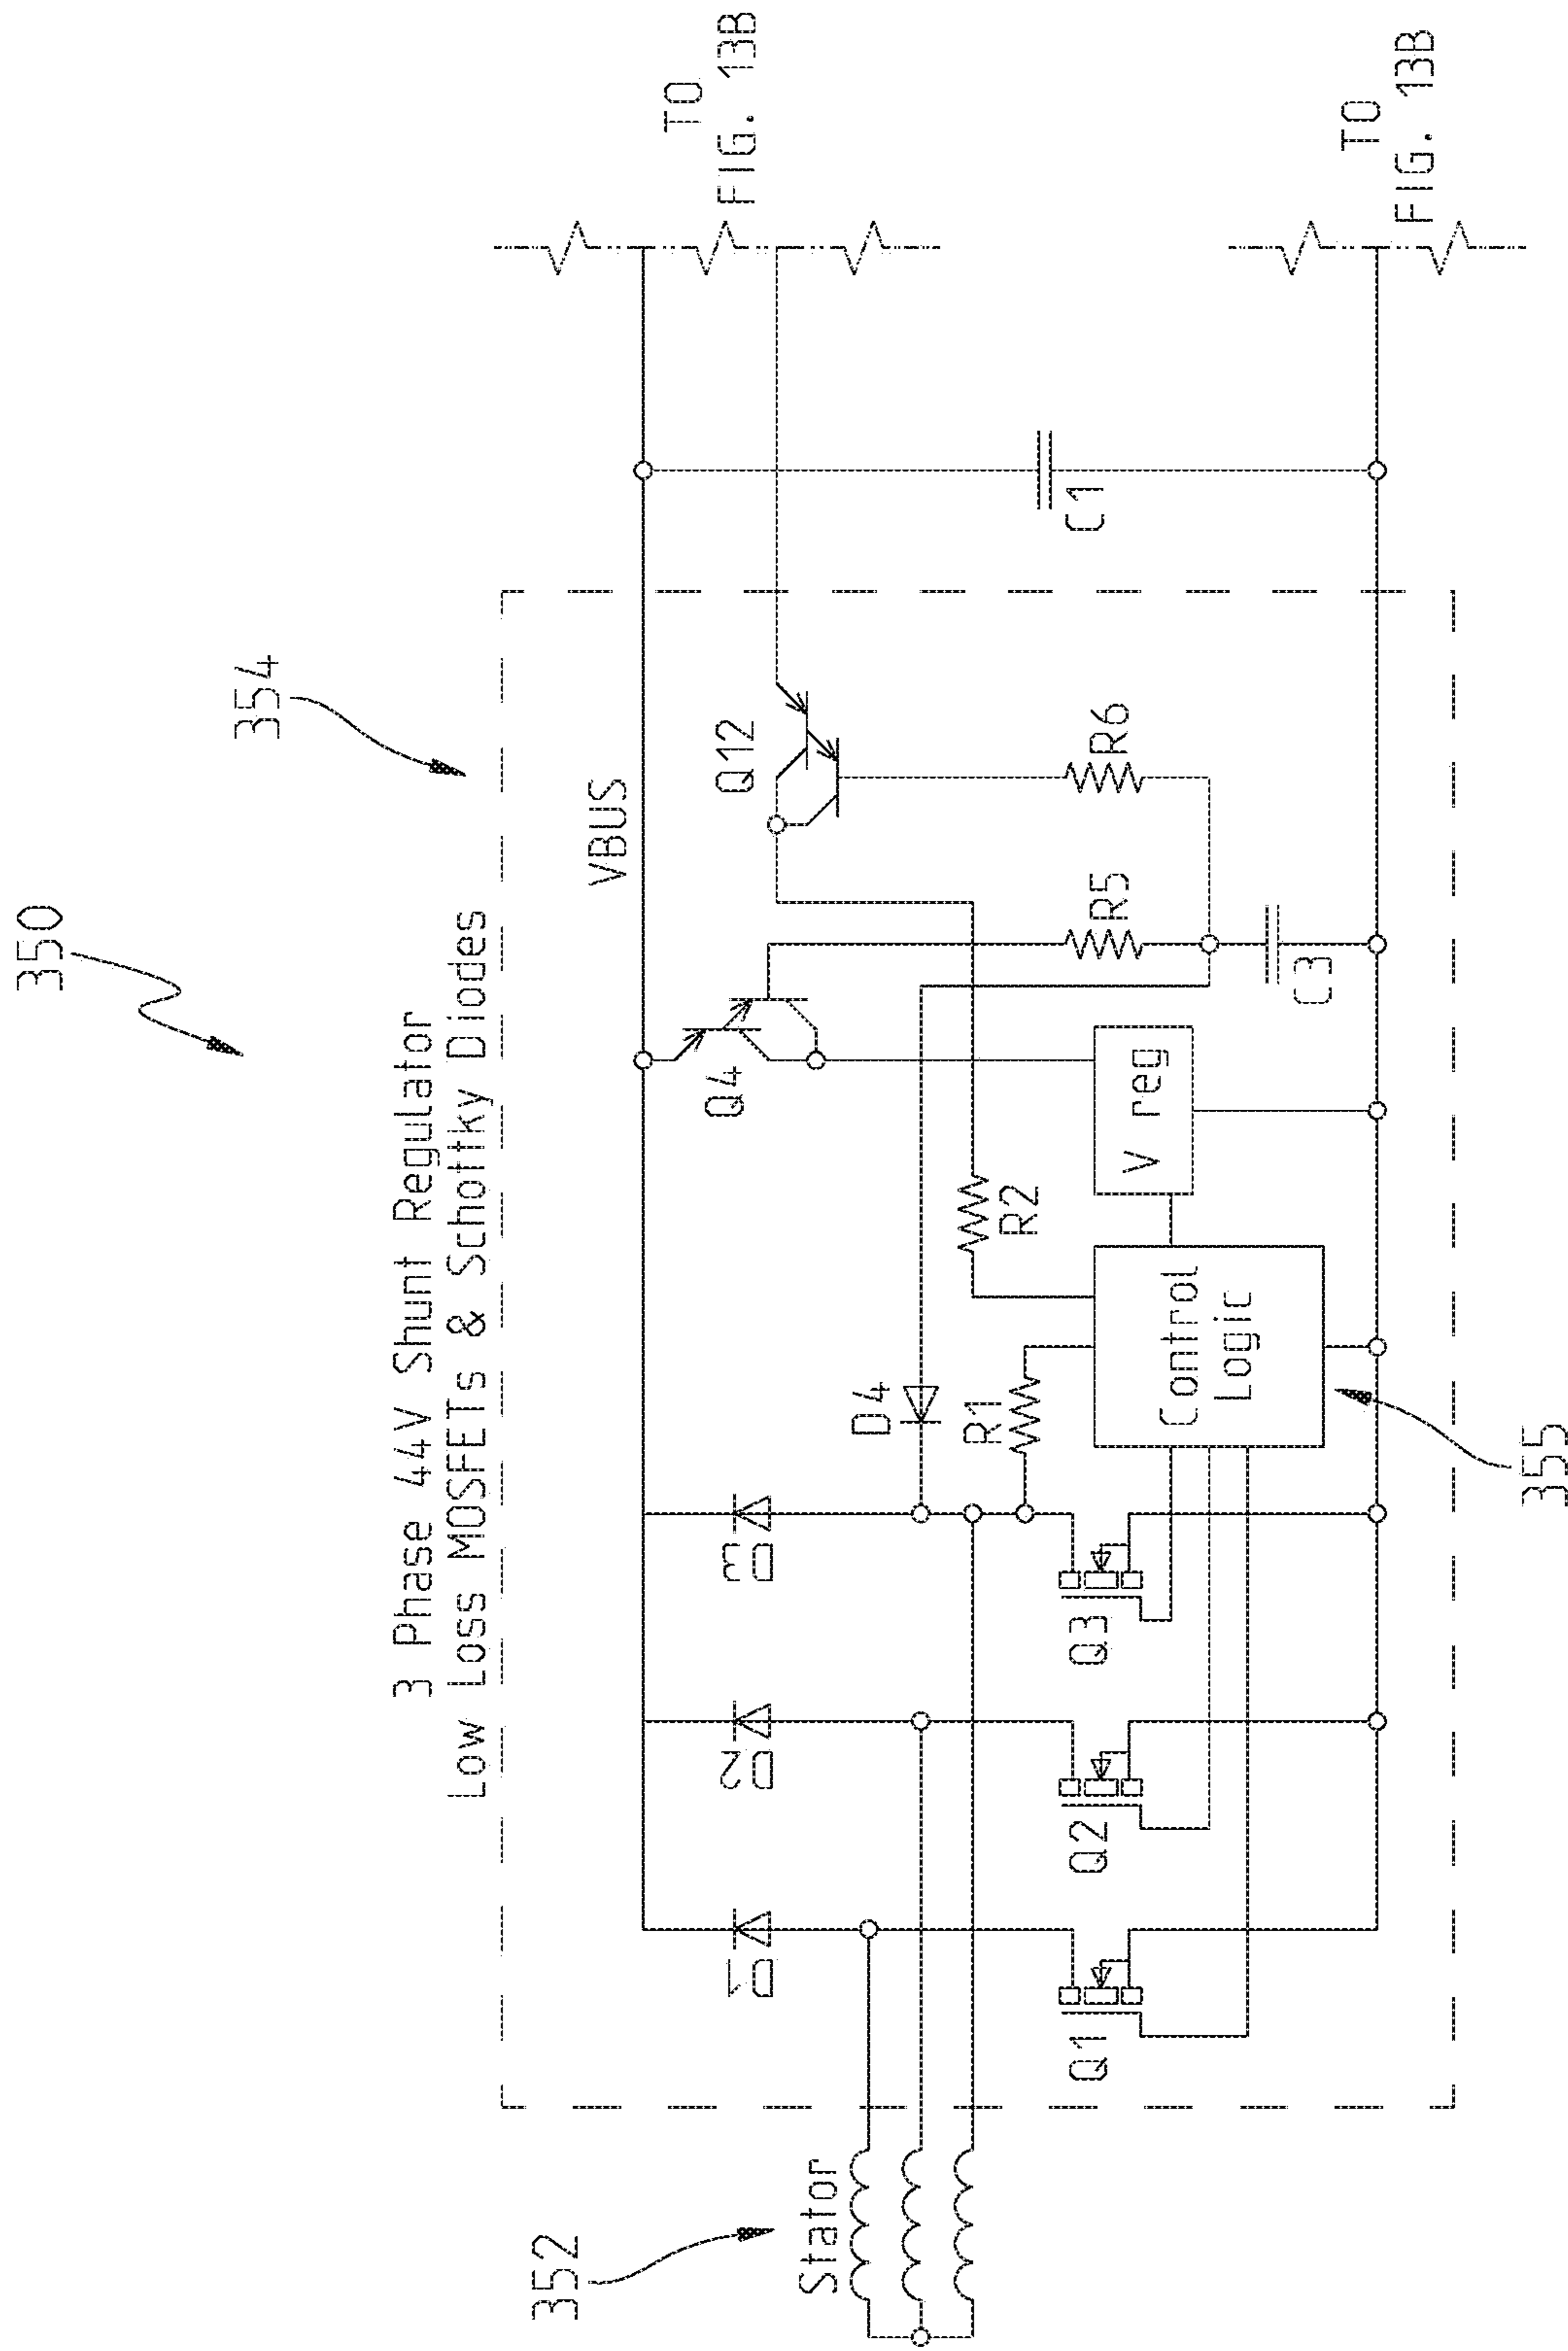 350
354
3 Phase 44V Shunt Regulator
Low Loss MOSFETs & Schottky Diodes
VBUS
TO
FIG. 13B
D1
D2
D3
Q4
Q12
352
Stator
D4
R1
R2
R5
R6
C1
Q1
Q2
Q3
Control
Logic
V reg
C3
TO
FIG. 13B
355